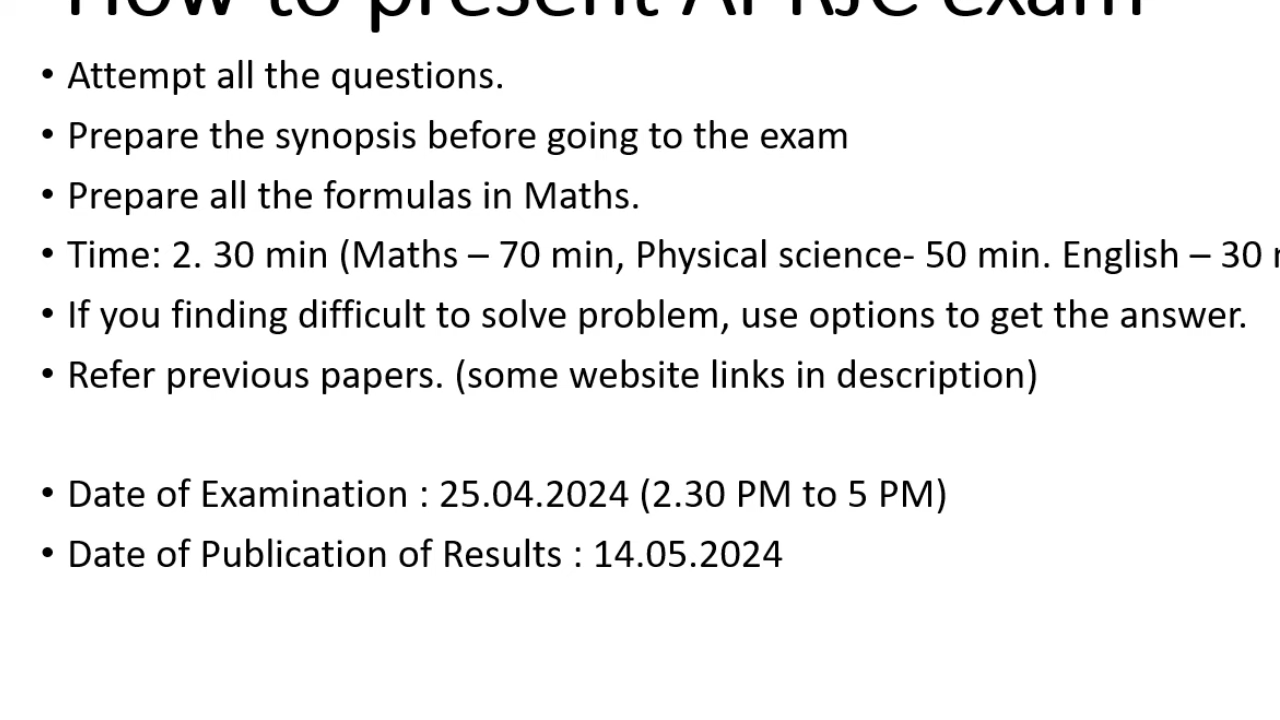 How to present APRJC exam
• Attempt all the questions.
• Prepare the synopsis before going to the exam
• Prepare all the formulas in Maths.
• Time: 2. 30 min (Maths – 70 min, Physical science- 50 min. English – 30
• If you finding difficult to solve problem, use options to get the answer.
• Refer previous papers. (some website links in description)
• Date of Examination : 25.04.2024 (2.30 PM to 5 PM)
• Date of Publication of Results : 14.05.2024